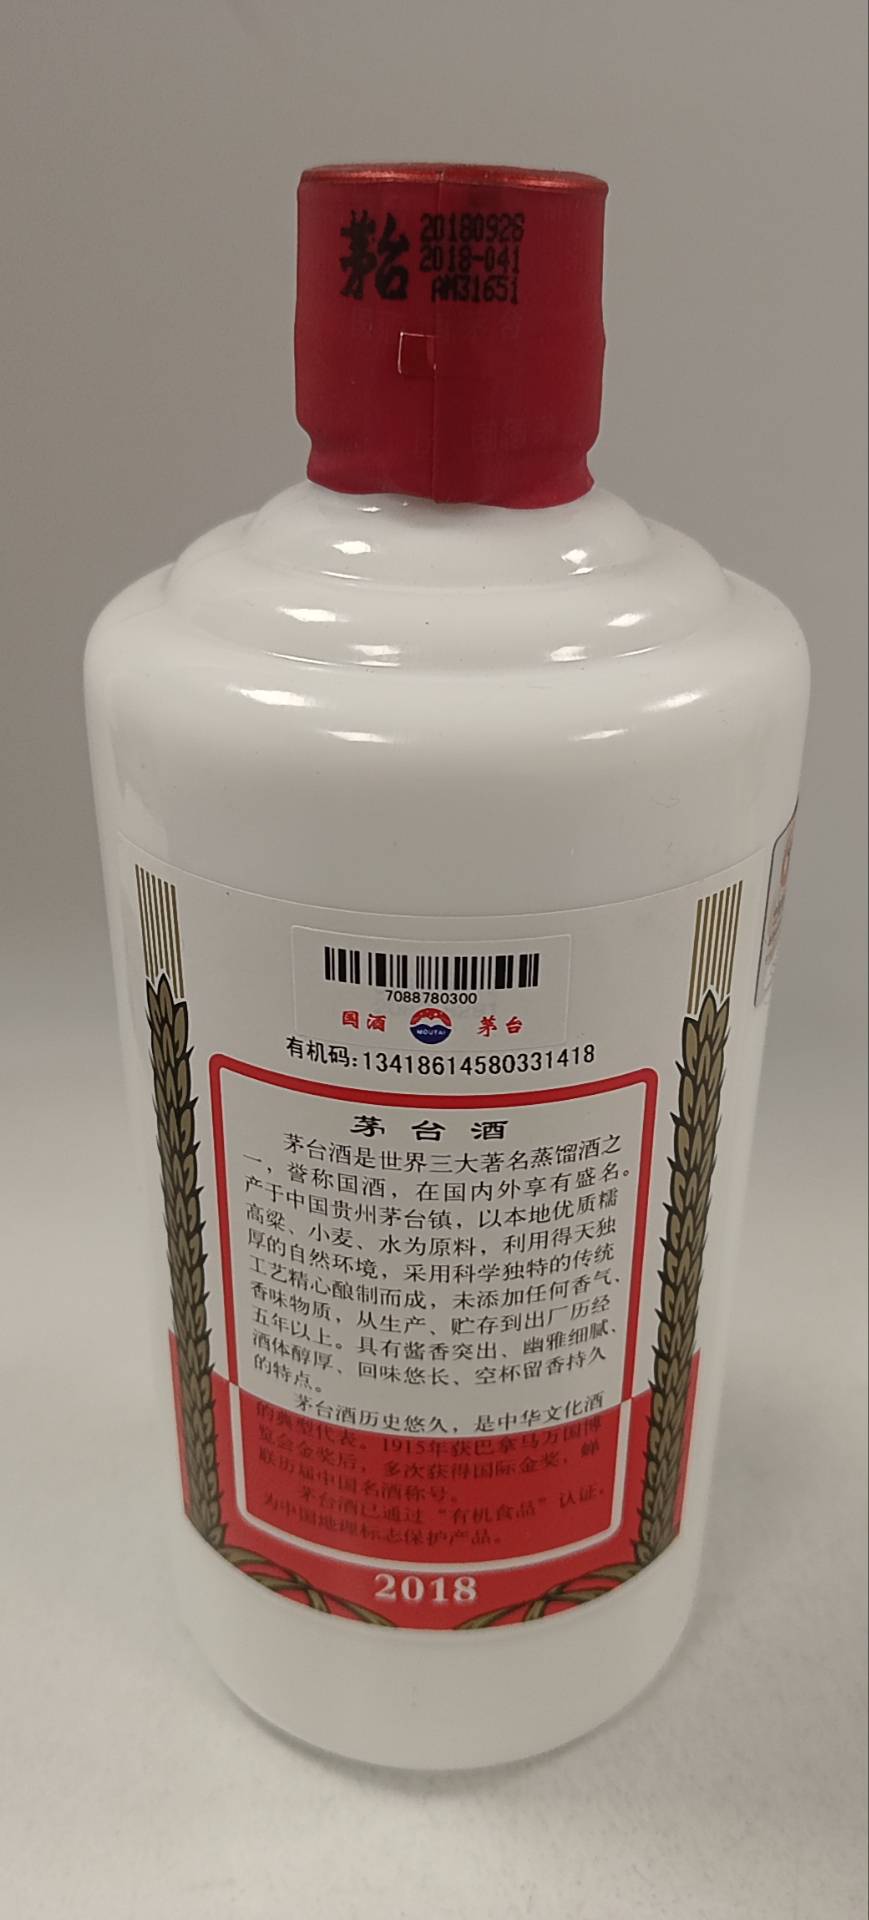 茅台
20180926
2018-041
AM31651
7088780300
国酒 MOUTAI 茅台
有机码:13418614580331418
茅台酒
茅台酒是世界三大著名蒸馏酒之
一，誉称国酒，在国内外享有盛名。
产于中国贵州茅台镇，以本地优质糯
高粱、小麦、水为原料，利用得天独
厚的自然环境，采用科学独特的传统
工艺精心酿制而成，未添加任何香气、
香味物质，从生产、贮存到出厂历经
五年以上。具有酱香突出、幽雅细腻、
酒体醇厚、回味悠长、空杯留香持久
的特点。
茅台酒历史悠久，是中华文化酒
的典型代表。1915年获巴拿马万国博
览会金奖后，多次获得国际金奖，蝉
联历届中国名酒称号。
茅台酒已通过“有机食品”认证，
为中国地理标志保护产品。
2018